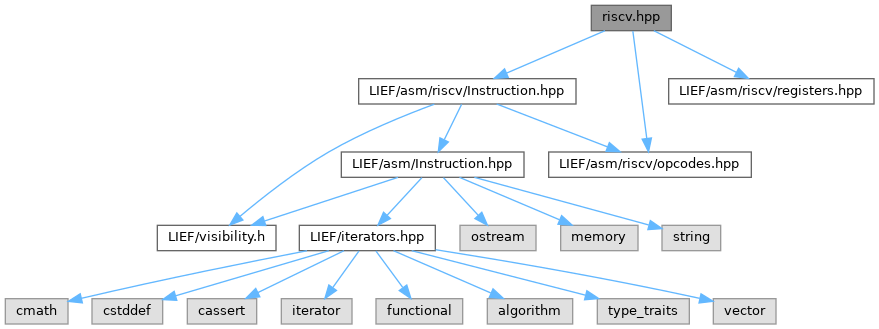 riscv.hpp
LIEF/asm/riscv/Instruction.hpp
LIEF/asm/riscv/registers.hpp
LIEF/asm/Instruction.hpp
LIEF/asm/riscv/opcodes.hpp
LIEF/visibility.h
LIEF/iterators.hpp
ostream
memory
string
cmath
cstddef
cassert
iterator
functional
algorithm
type_traits
vector